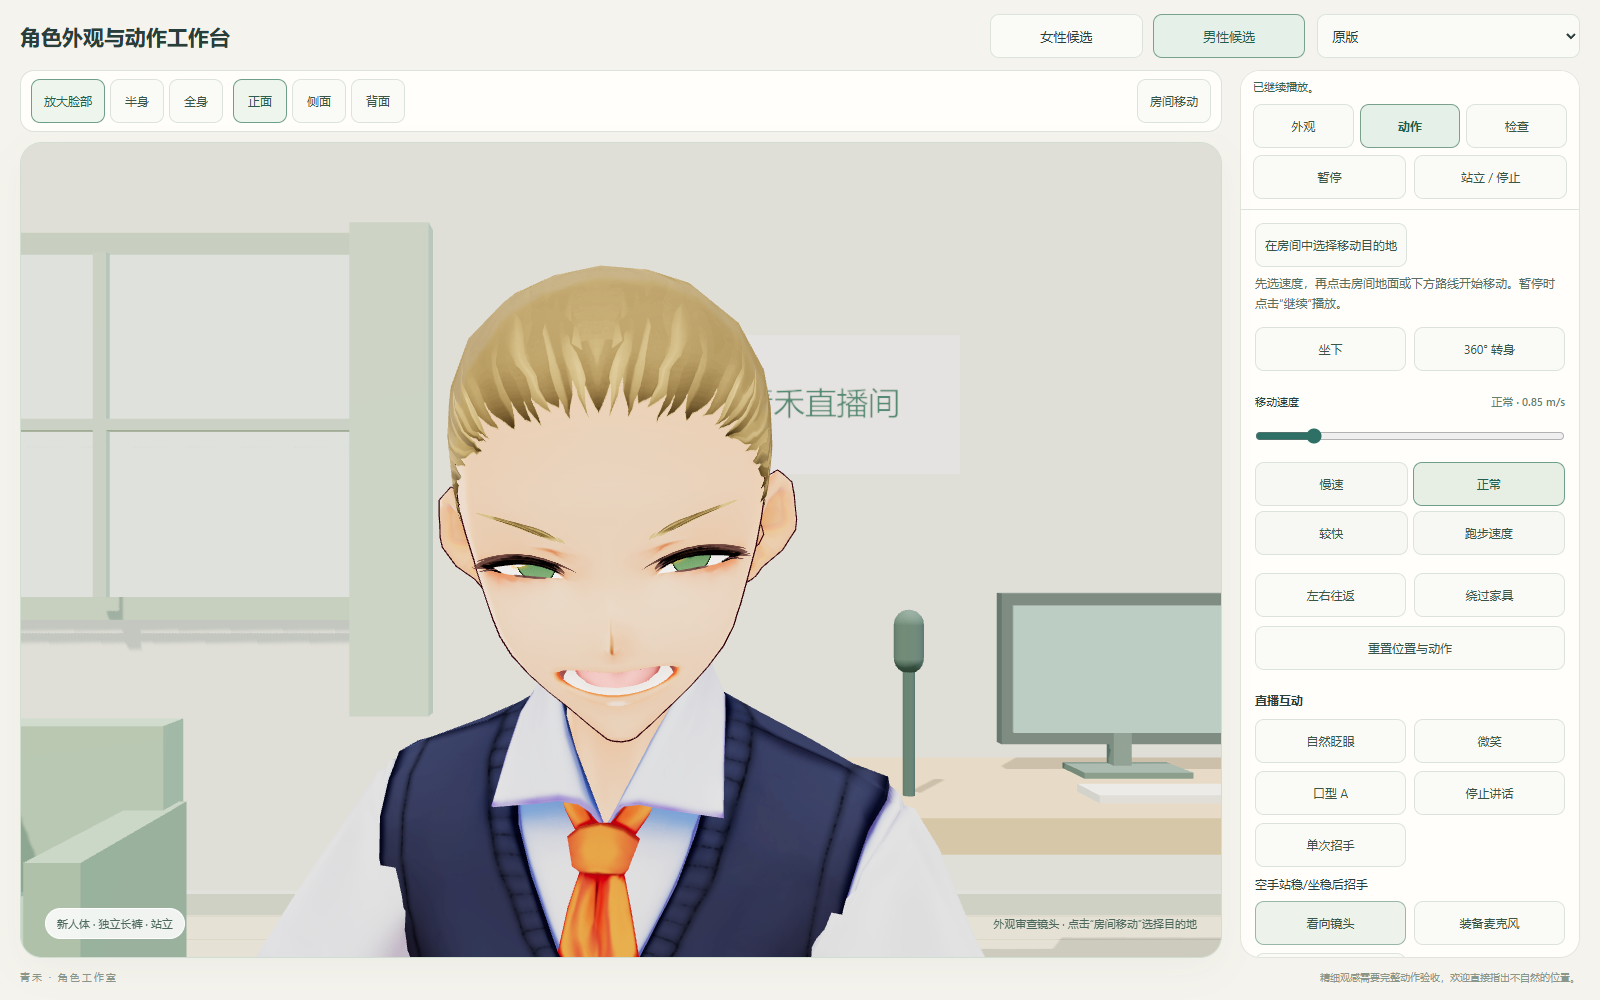 角色外观与动作工作台
女性候选
男性候选
原版
放大脸部
半身
全身
正面
侧面
背面
房间移动
禾直播间
新人体 · 独立长裤 · 站立
外观审查镜头 · 点击“房间移动”选择目的地
已继续播放。
外观
动作
检查
暂停
站立 / 停止
在房间中选择移动目的地
先选速度，再点击房间地面或下方路线开始移动。暂停时
点击“继续”播放。
坐下
360° 转身
移动速度
正常 · 0.85 m/s
慢速
正常
较快
跑步速度
左右往返
绕过家具
重置位置与动作
直播互动
自然眨眼
微笑
口型 A
停止讲话
单次招手
空手站稳/坐稳后招手
看向镜头
装备麦克风
青禾 · 角色工作室
精细观感需要完整动作验收，欢迎直接指出不自然的位置。